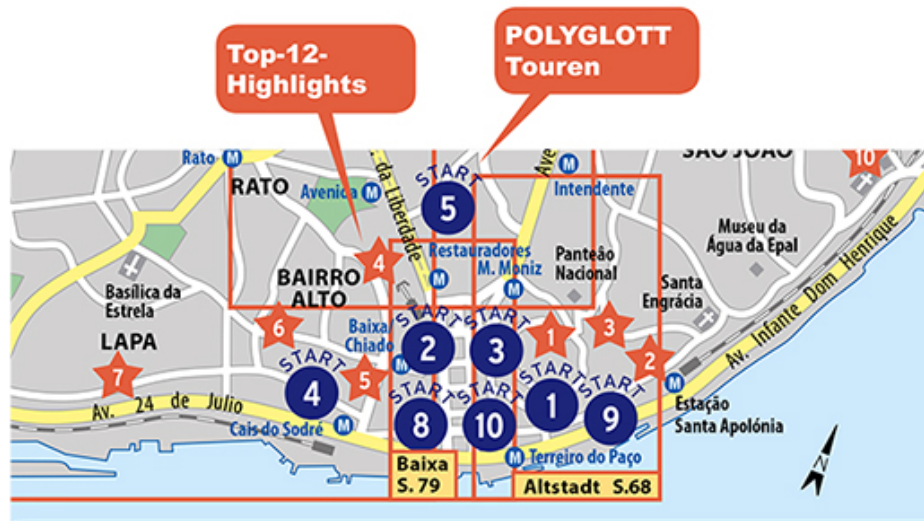 Top-12-
Highlights
POLYGLOTT
Touren
Rato M
RATO
Avenida M
da Liberdade
START
5
Ave
M
Intendente
SÃO JOÃO
10
Museu da
Água da Epal
Restauradores
M
M. Moniz
M
Panteão
Nacional
Santa
Engrácia
Av. Infante Dom Henrique
4
BAIRRO
ALTO
Basílica da
Estrela
LAPA
7
6
Baixa
Chiado
M
START
2
START
3
1
3
2
START
4
5
START
8
START
10
START
1
START
9
M
Estação
Santa Apolónia
Av. 24 de Julio
Cais do Sodré M
M Terreiro do Paço
Baixa
S. 79
Altstadt S.68
N